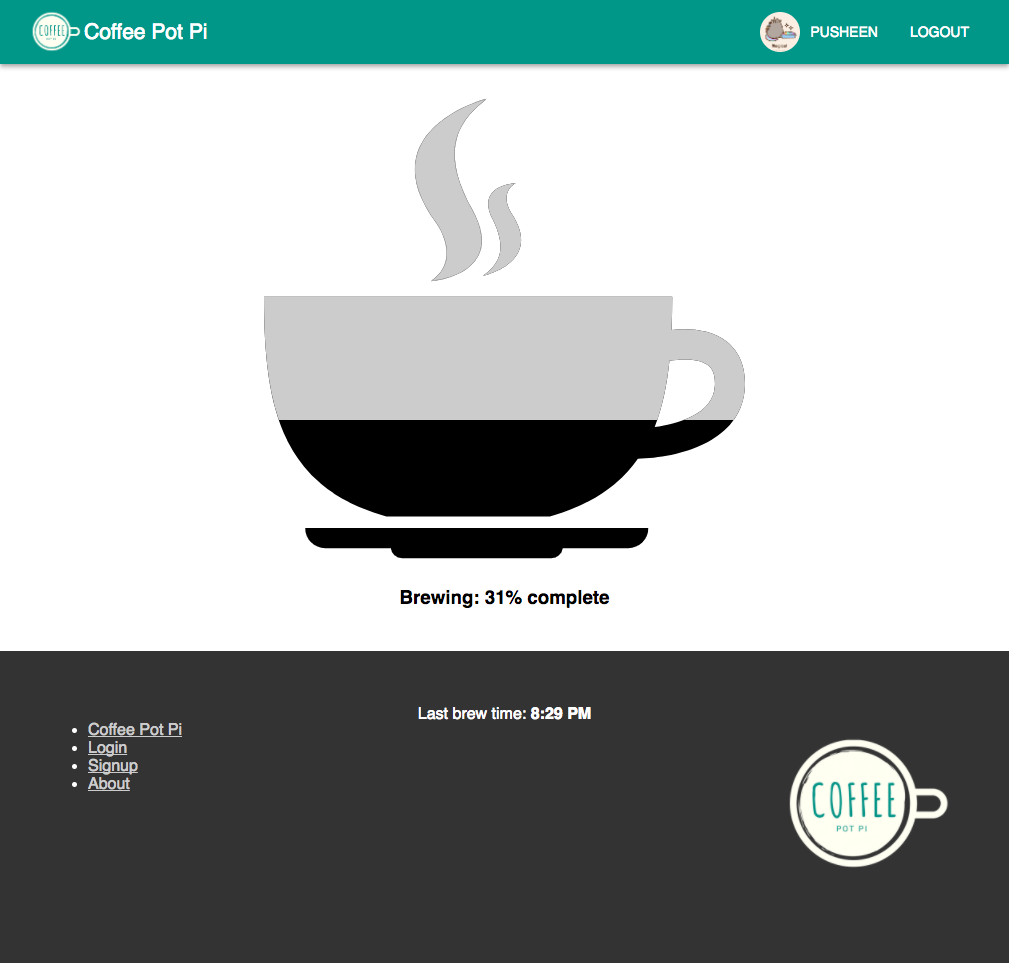 COFFEE
Coffee Pot Pi
PUSHEEN
LOGOUT
Brewing: 31% complete
Last brew time: 8:29 PM
Coffee Pot Pi
Login
Signup
About
COFFEE
POT PI